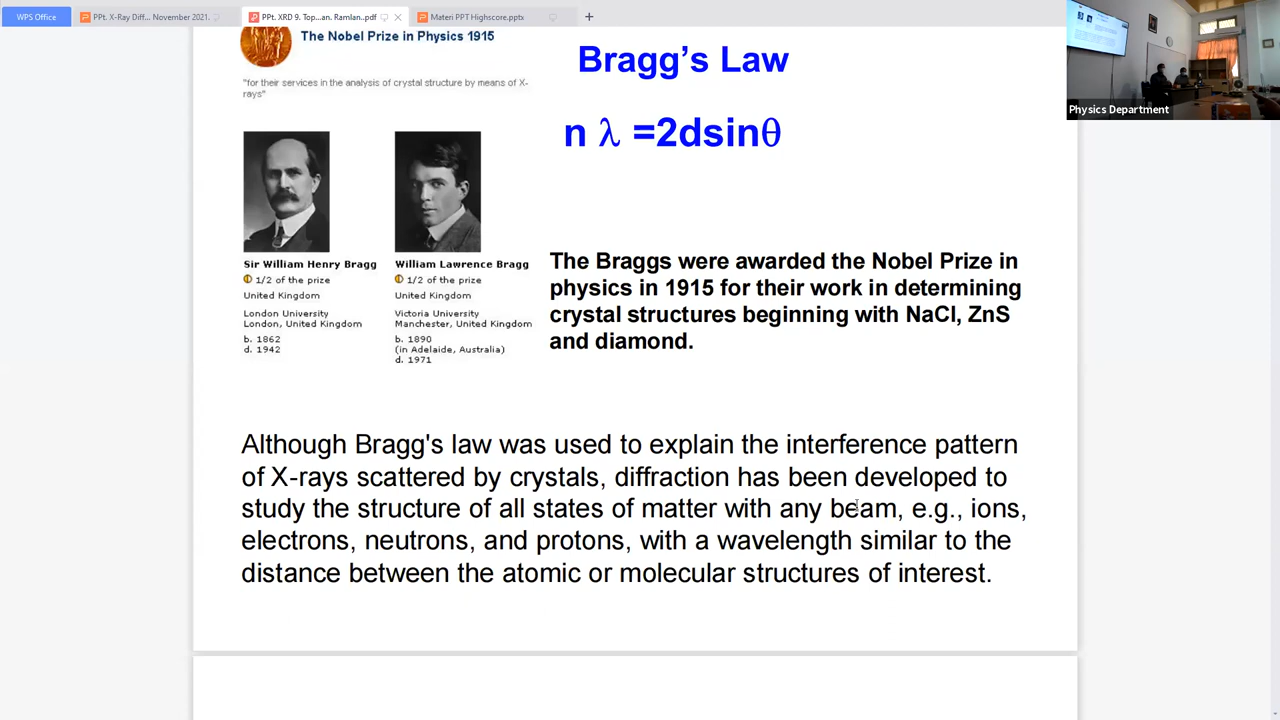 WPS Office
PPt. X-Ray Diff... November 2021.
PPt. XRD 9. Top...an. Ramlan..pdf
Materi PPT Highscore.pptx
Physics Department
The Nobel Prize in Physics 1915
"for their services in the analysis of crystal structure by means of X-
rays"
Bragg’s Law
n λ =2dsinθ
Sir William Henry Bragg
1/2 of the prize
United Kingdom
London University
London, United Kingdom
b. 1862
d. 1942
William Lawrence Bragg
1/2 of the prize
United Kingdom
Victoria University
Manchester, United Kingdom
b. 1890
(in Adelaide, Australia)
d. 1971
The Braggs were awarded the Nobel Prize in
physics in 1915 for their work in determining
crystal structures beginning with NaCl, ZnS
and diamond.
Although Bragg's law was used to explain the interference pattern
of X-rays scattered by crystals, diffraction has been developed to
study the structure of all states of matter with any beam, e.g., ions,
electrons, neutrons, and protons, with a wavelength similar to the
distance between the atomic or molecular structures of interest.